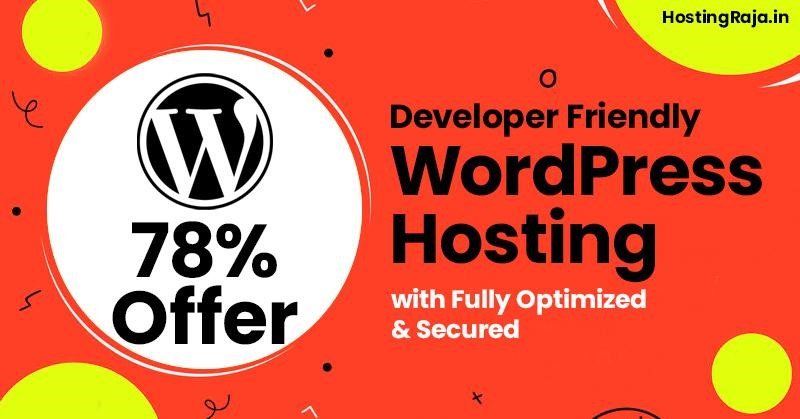 HostingRaja.in
W
78%
Offer
Developer Friendly
WordPress
Hosting
with Fully Optimized
& Secured